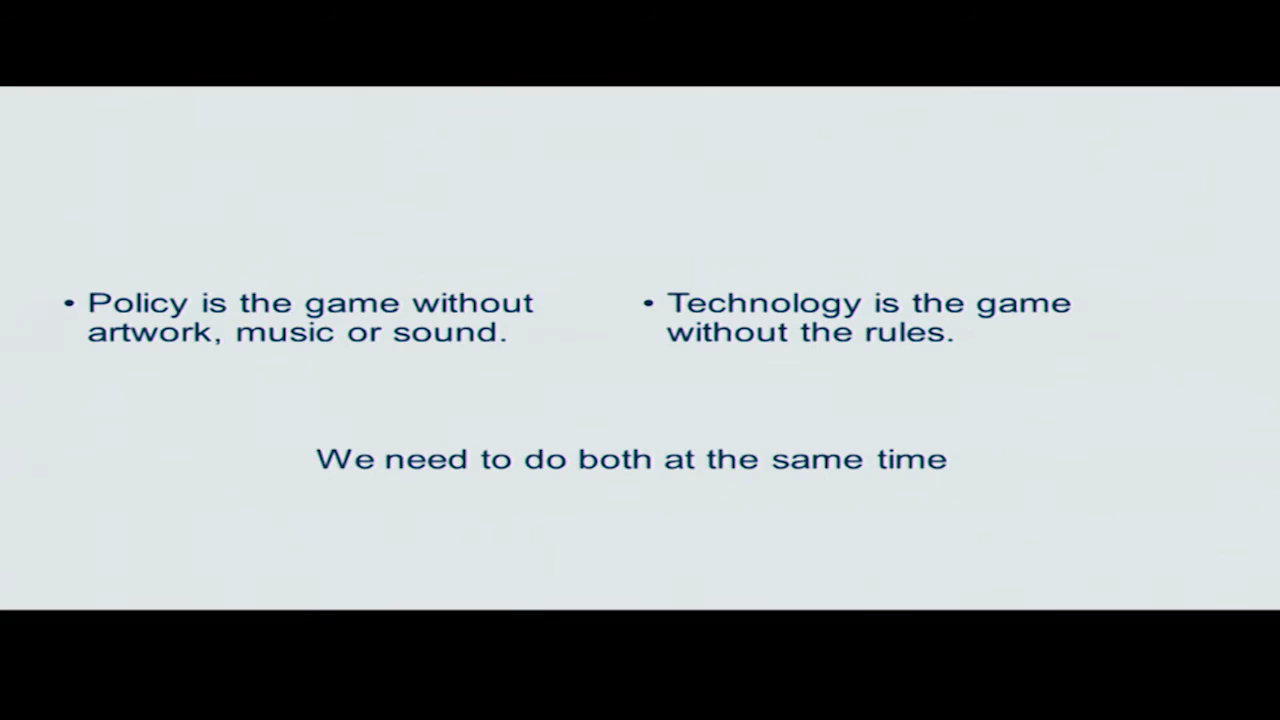 • Policy is the game without
artwork, music or sound.
• Technology is the game
without the rules.
We need to do both at the same time